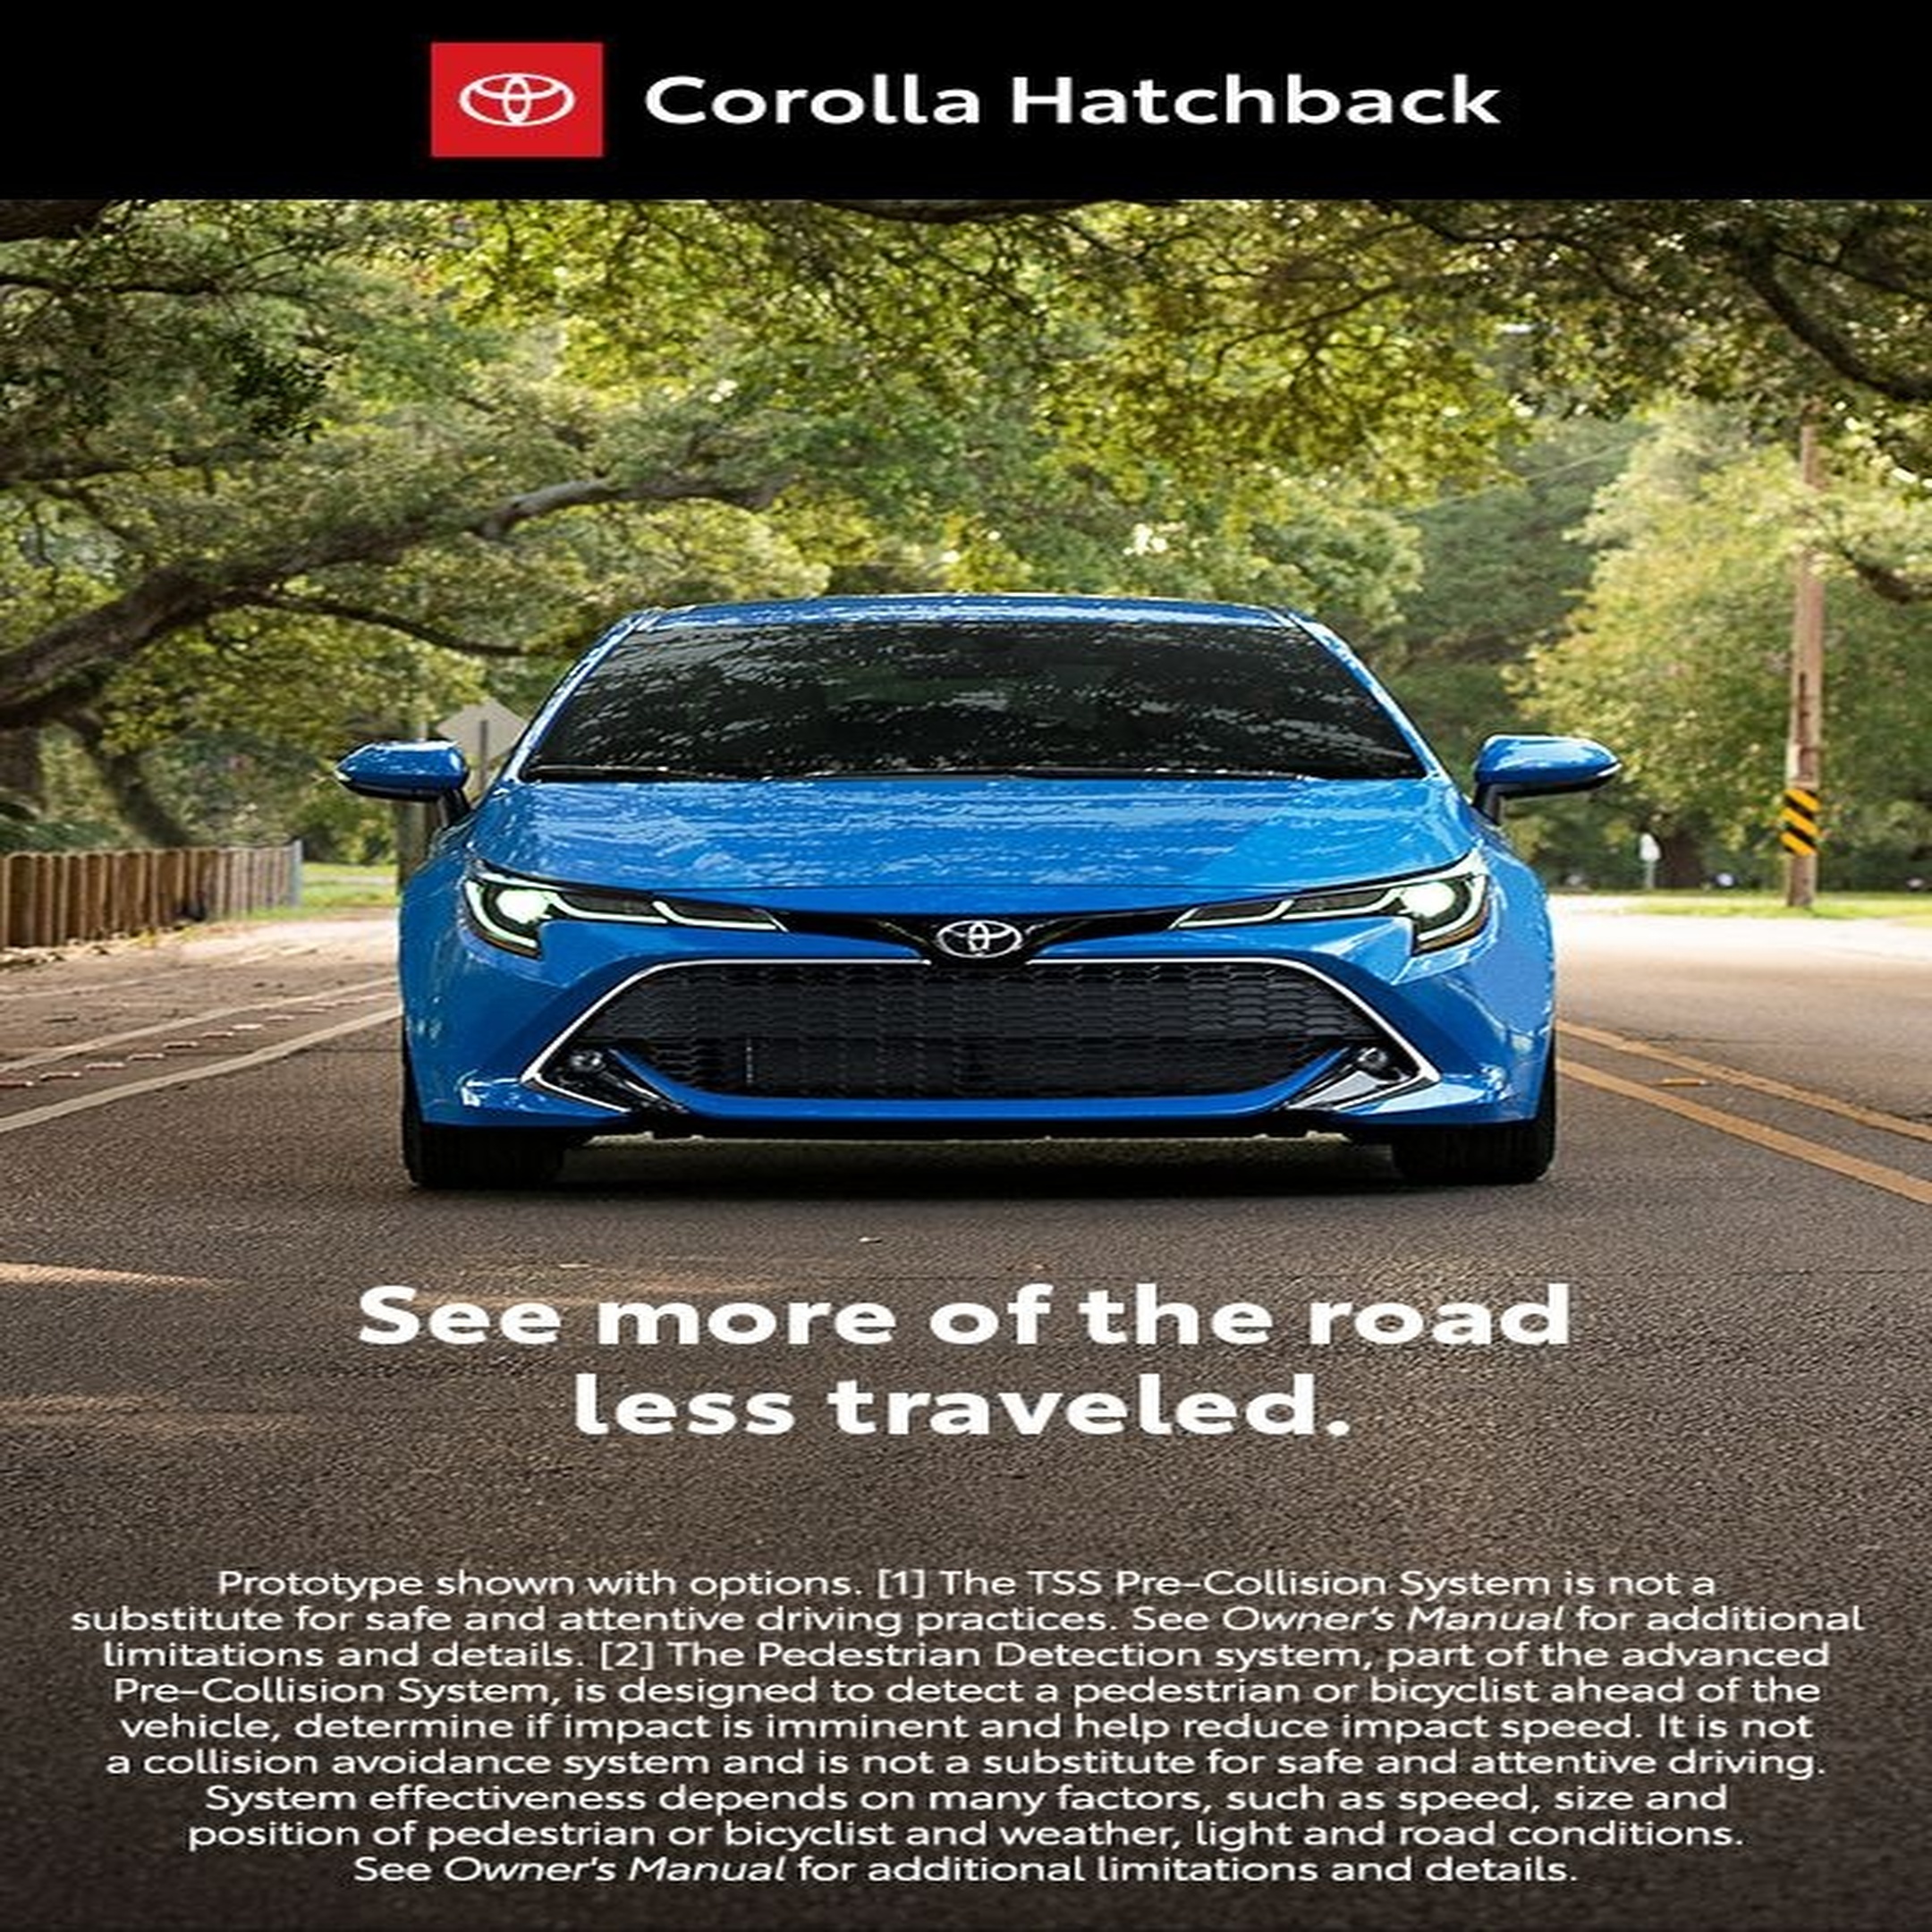 Corolla Hatchback
See more of the road
less traveled.
Prototype shown with options. [1] The TSS Pre-Collision System is not a
substitute for safe and attentive driving practices. See Owner's Manual for additional
limitations and details. [2] The Pedestrian Detection system, part of the advanced
Pre-Collision System, is designed to detect a pedestrian or bicyclist ahead of the
vehicle, determine if impact is imminent and help reduce impact speed. It is not
a collision avoidance system and is not a substitute for safe and attentive driving.
System effectiveness depends on many factors, such as speed, size and
position of pedestrian or bicyclist and weather, light and road conditions.
See Owner's Manual for additional limitations and details.